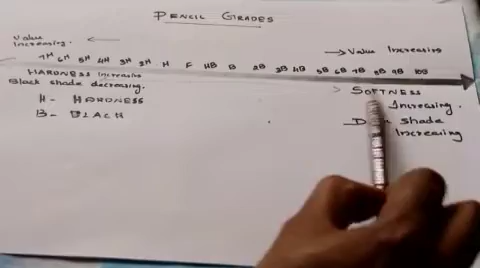 PENCIL GRADES
Value
Increasing. ←
→ Value Increasing
7H 6H 5H 4H 3H 2H H F HB B 2B 3B 4B 5B 6B 7B 8B 9B 10B
HARDNESS Increasing
Black shade decreasing.
H - HARDNESS
B - BLACK
SOFTNESS
Increasing.
Shade
Increasing